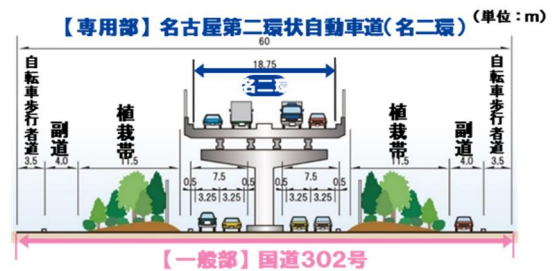 【専用部】名古屋第二環状自動車道(名二環)
(単位:m)
60
18.75
名二環
自転車歩行者道
副道
植栽帯
植栽帯
副道
自転車歩行者道
3.5
4.0
11.5
0.5
7.5
0.5
0.5
7.5
0.5
11.5
4.0
3.5
3.25
3.25
3.25
3.25
【一般部】国道302号